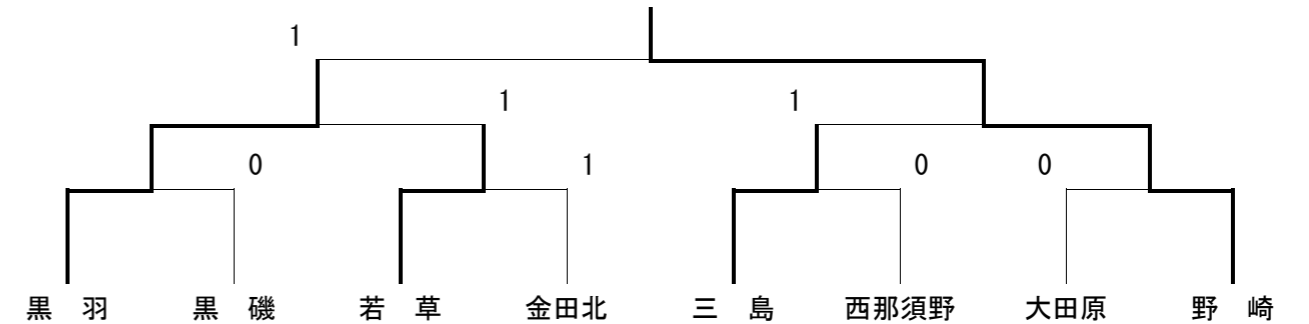 1
1 1
0 1 0 0
黒 羽 黒 磯 若 草 金田北 三 島 西那須野 大田原 野 崎